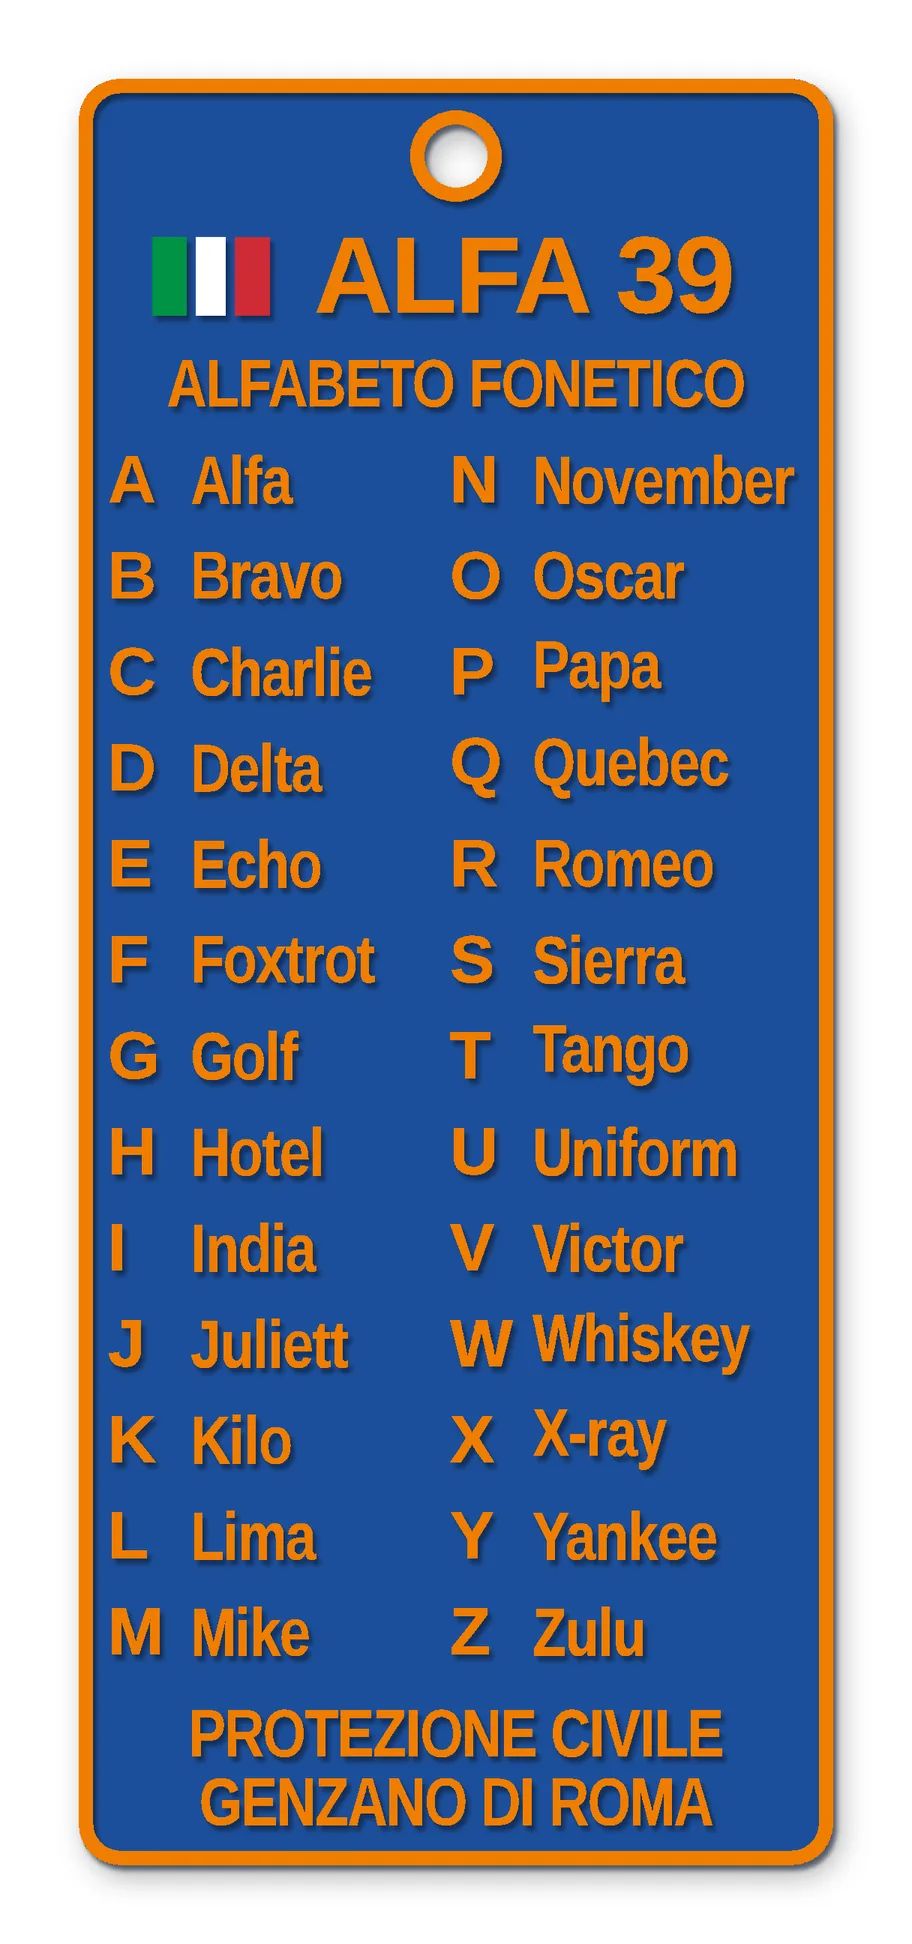 ALFA 39
ALFABETO FONETICO
A Alfa N November
B Bravo O Oscar
C Charlie P Papa
D Delta Q Quebec
E Echo R Romeo
F Foxtrot S Sierra
G Golf T Tango
H Hotel U Uniform
I India V Victor
J Juliett W Whiskey
K Kilo X X-ray
L Lima Y Yankee
M Mike Z Zulu
PROTEZIONE CIVILE
GENZANO DI ROMA